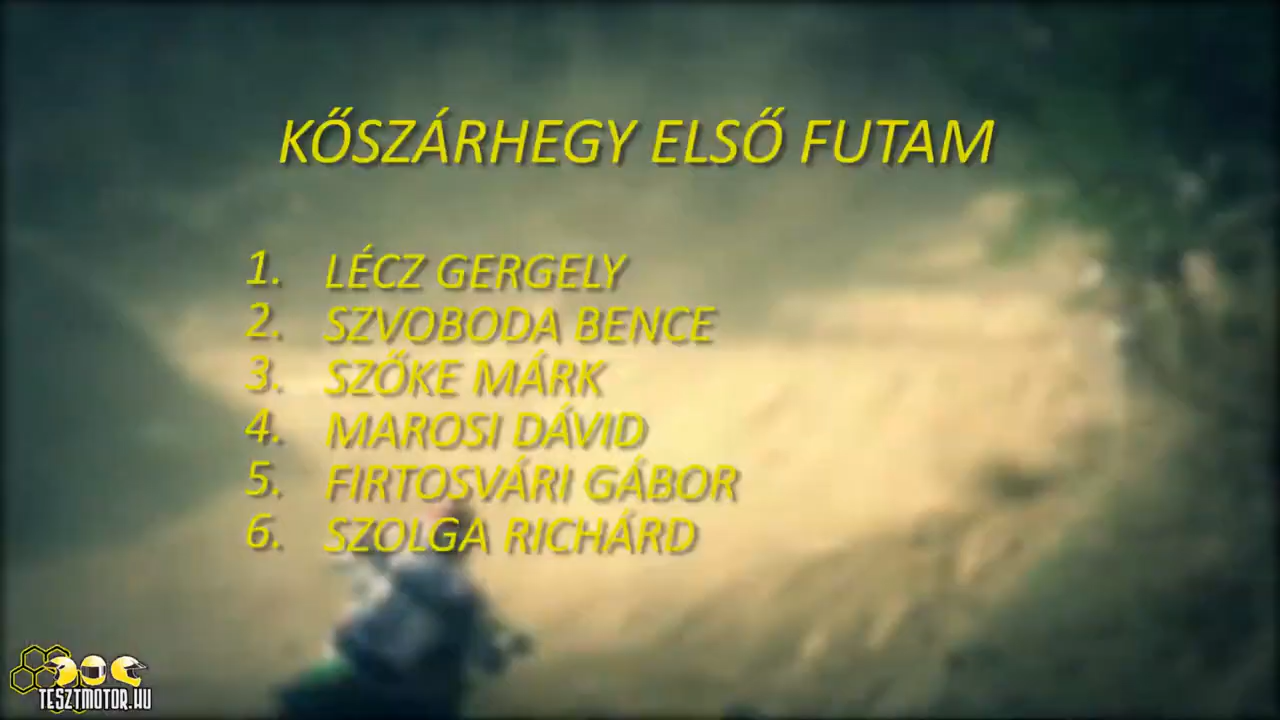 KŐSZÁRHEGY ELSŐ FUTAM
1. LÉCZ GERGELY
2. SZVOBODA BENCE
3. SZŐKE MÁRK
4. MAROSI DÁVID
5. FIRTOSVÁRI GÁBOR
6. SZOLGA RICHÁRD
TESZTMOTOR.HU